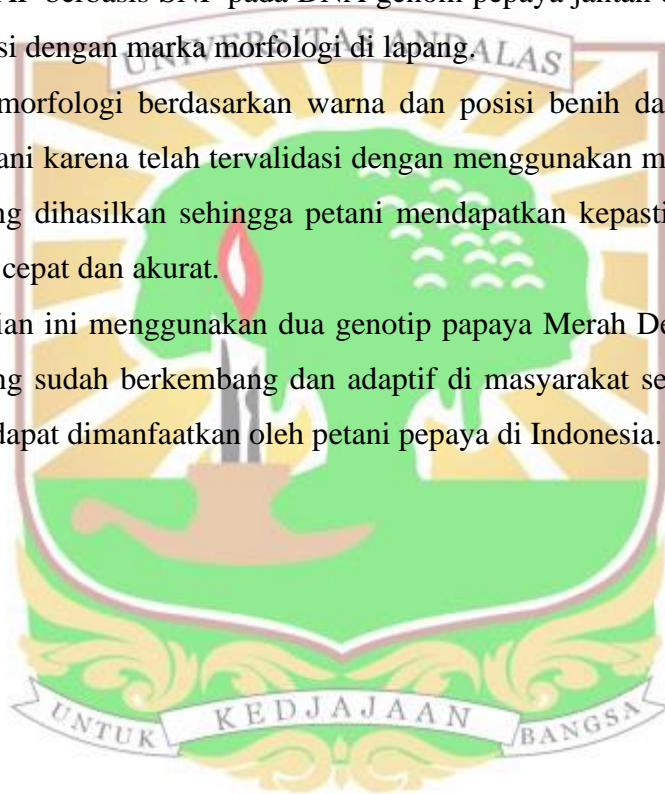 berbasis SNP pada DNA genom pepaya jantan
si dengan marka morfologi di lapang.
UNIVERSITAS ANDALAS
morfologi berdasarkan warna dan posisi benih da
ani karena telah tervalidasi dengan menggunakan m
ng dihasilkan sehingga petani mendapatkan kepasti
cepat dan akurat.
ian ini menggunakan dua genotip papaya Merah De
ng sudah berkembang dan adaptif di masyarakat se
dapat dimanfaatkan oleh petani pepaya di Indonesia.
UNTUK KEDJAJAAN BANGSA